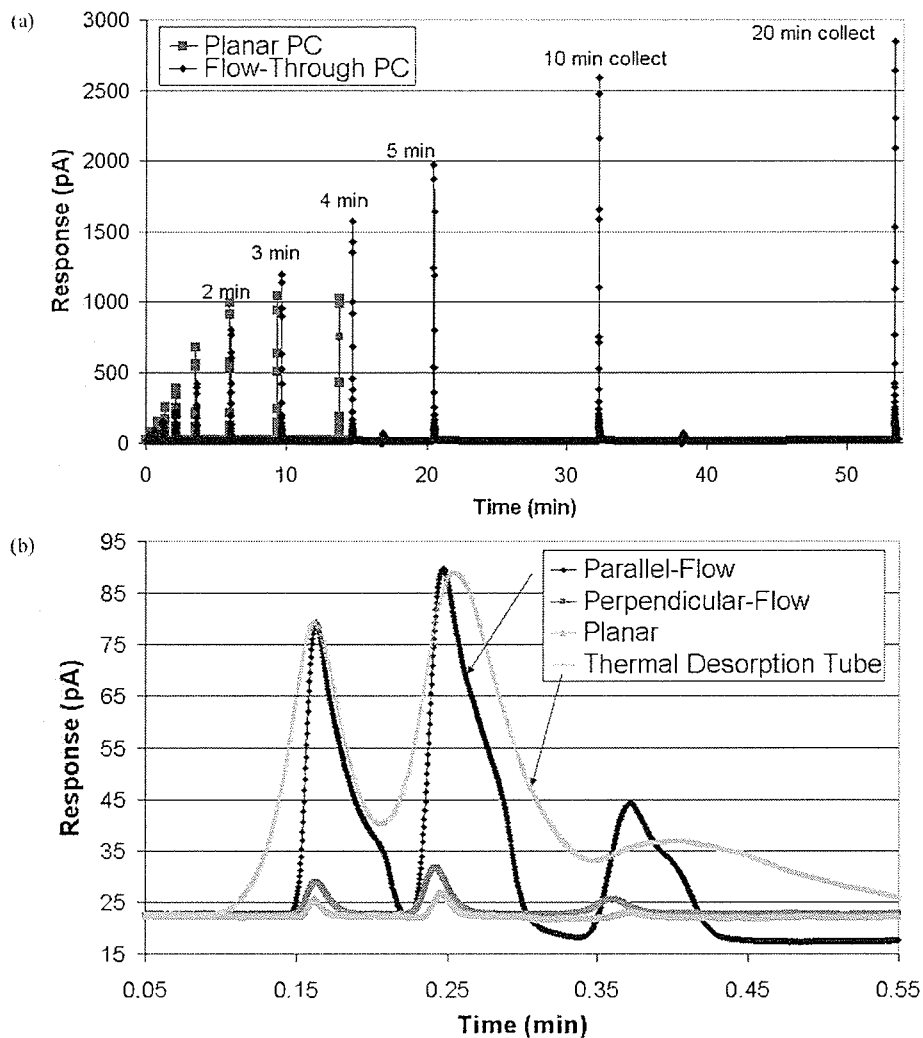 (a)
3000
2500
2000
1500
1000
500
0
Response (pA)
Planar PC
Flow-Through PC
2 min
3 min
4 min
5 min
10 min collect
20 min collect
0 10 20 30 40 50
Time (min)
(b)
95
85
75
65
55
45
35
25
15
Response (pA)
Parallel-Flow
Perpendicular-Flow
Planar
Thermal Desorption Tube
0.05 0.15 0.25 0.35 0.45 0.55
Time (min)